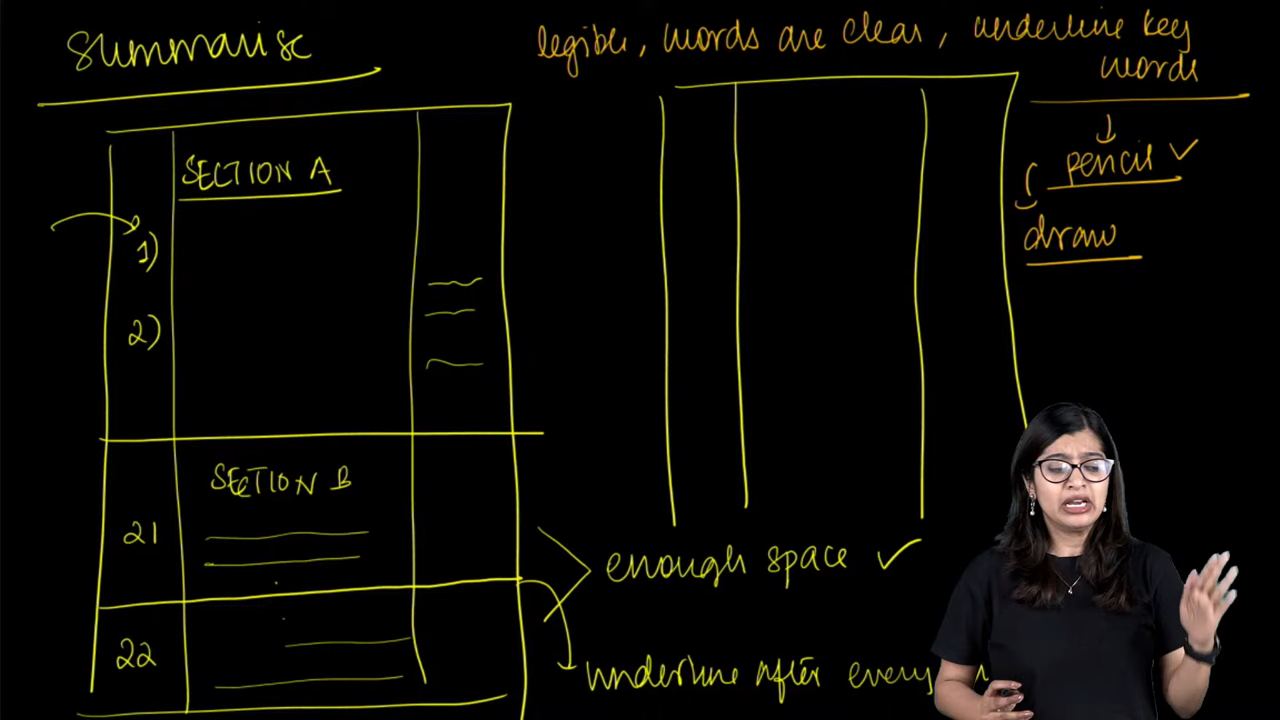 summarise
legible, words are clear, underline key
words
pencil ✓
draw
SECTION A
1)
2)
SECTION B
21
22
enough space ✓
underline after every